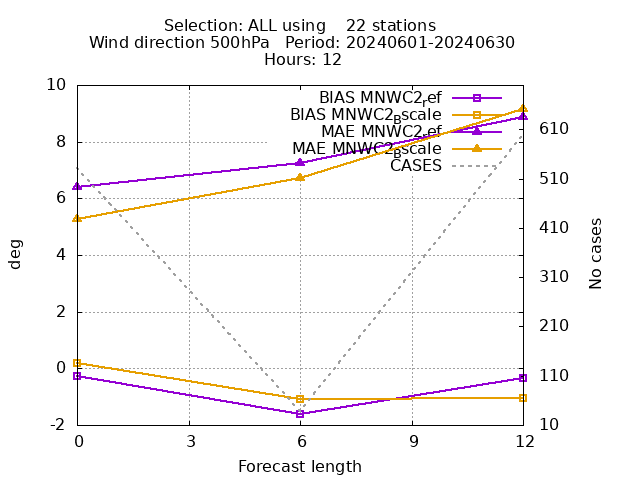 Selection: ALL using    22 stations
Wind direction 500hPa   Period: 20240601-20240630
Hours: 12
BIAS MNWC2_ref
BIAS MNWC2_Bscale
MAE MNWC2_ref
MAE MNWC2_Bscale
CASES
10
8
6
4
2
0
-2
610
510
410
310
210
110
10
deg
No cases
0 3 6 9 12
Forecast length